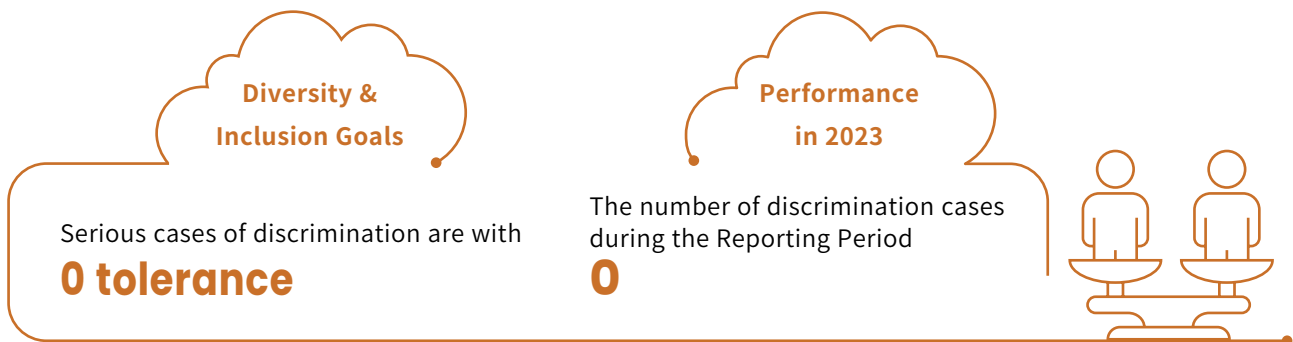 Diversity &
Inclusion Goals
Serious cases of discrimination are with
0 tolerance
Performance
in 2023
The number of discrimination cases
during the Reporting Period
0